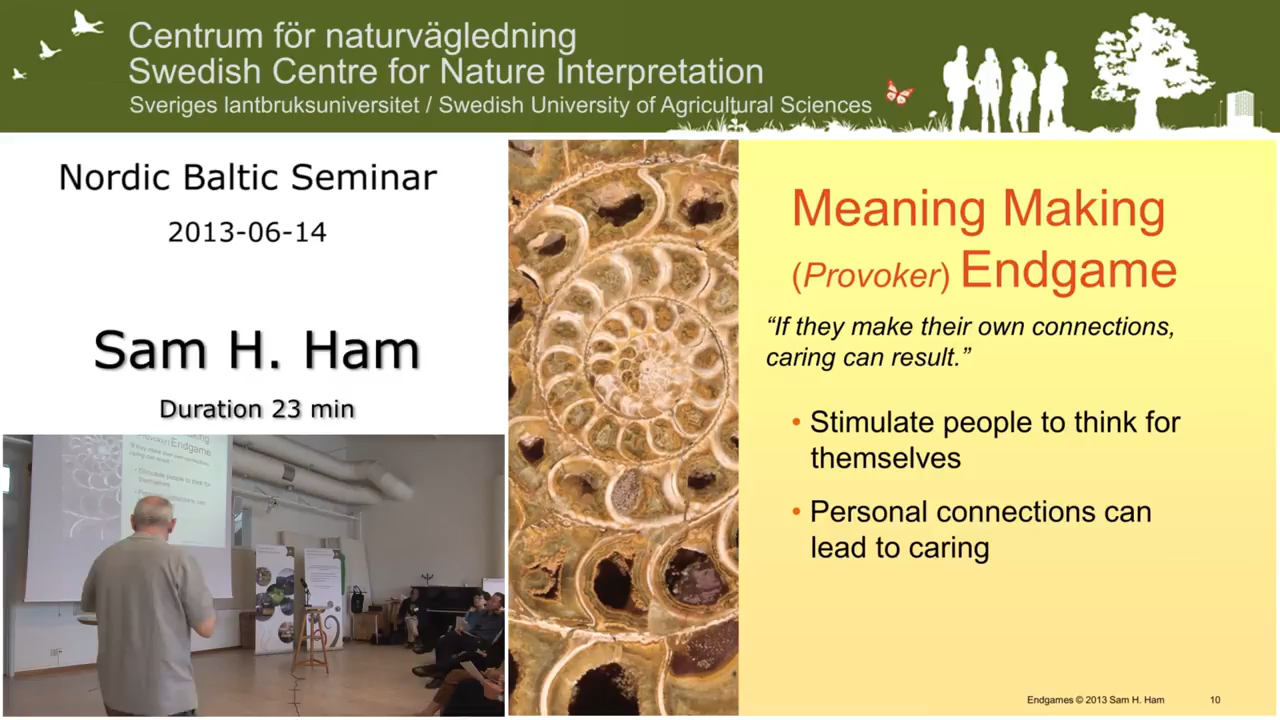 Centrum för naturvägledning
Swedish Centre for Nature Interpretation
Sveriges lantbruksuniversitet / Swedish University of Agricultural Sciences
Nordic Baltic Seminar
2013-06-14
Sam H. Ham
Duration 23 min
Meaning Making
(Provoker) Endgame
“If they make their own connections,
caring can result.”
• Stimulate people to think for
themselves
• Personal connections can
lead to caring
Endgames © 2013 Sam H. Ham 10